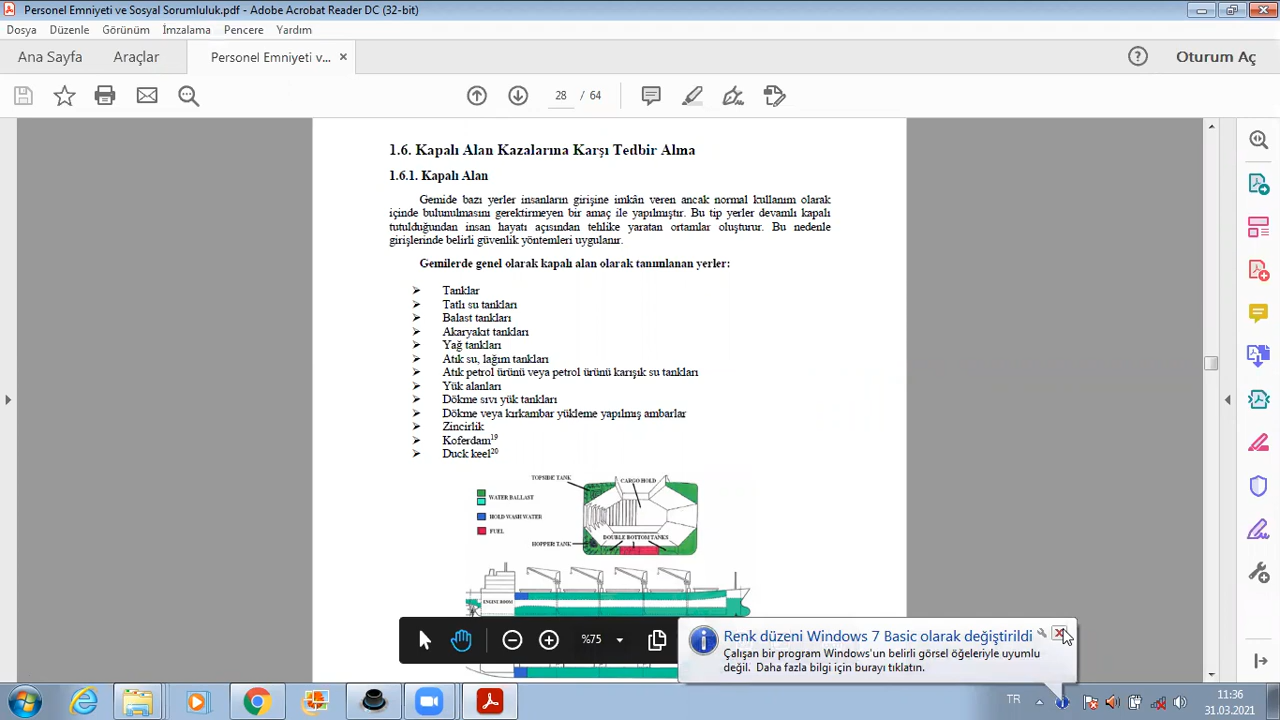 Personel Emniyeti ve Sosyal Sorumluluk.pdf - Adobe Acrobat Reader DC (32-bit)
Dosya Düzenle Görünüm İmzalama Pencere Yardım
Ana Sayfa Araçlar Personel Emniyeti v... × ? Oturum Aç
28 / 64
1.6. Kapalı Alan Kazalarına Karşı Tedbir Alma
1.6.1. Kapalı Alan
Gemide bazı yerler insanların girişine imkân veren ancak normal kullanım olarak
içinde bulunulmasını gerektirmeyen bir amaç ile yapılmıştır. Bu tip yerler devamlı kapalı
tutulduğundan insan hayatı açısından tehlike yaratan ortamlar oluşturur. Bu nedenle
girişlerinde belirli güvenlik yöntemleri uygulanır.
Gemilerde genel olarak kapalı alan olarak tanımlanan yerler:
➢ Tanklar
➢ Tatlı su tankları
➢ Balast tankları
➢ Akaryakıt tankları
➢ Yağ tankları
➢ Atık su, lağım tankları
➢ Atık petrol ürünü veya petrol ürünü karışık su tankları
➢ Yük alanları
➢ Dökme sıvı yük tankları
➢ Dökme veya kırkambar yükleme yapılmış ambarlar
➢ Zincirlik
➢ Koferdam19
➢ Duck keel20
TOPSIDE TANK CARGO HOLD
WATER BALLAST
HOLD WASH WATER
FUEL
DOUBLE BOTTOM TANKS
HOPPER TANK
ENGINE ROOM
%75
Renk düzeni Windows 7 Basic olarak değiştirildi
Çalışan bir program Windows'un belirli görsel öğeleriyle uyumlu
değil. Daha fazla bilgi için burayı tıklatın.
TR
11:36
31.03.2021